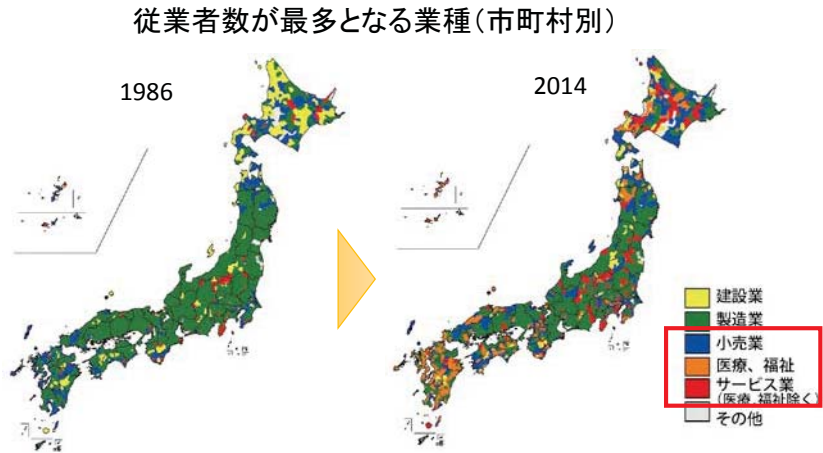 従業者数が最多となる業種（市町村別）
1986
2014
建設業
製造業
小売業
医療、福祉
サービス業
（医療、福祉除く）
その他